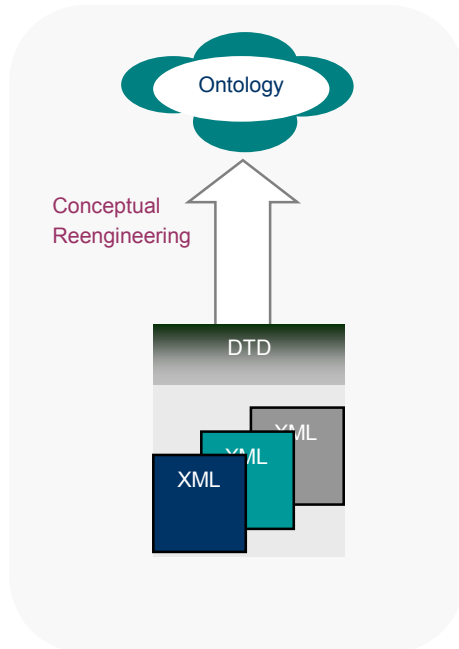 Ontology
Conceptual
Reengineering
DTD
XML
XML
XML